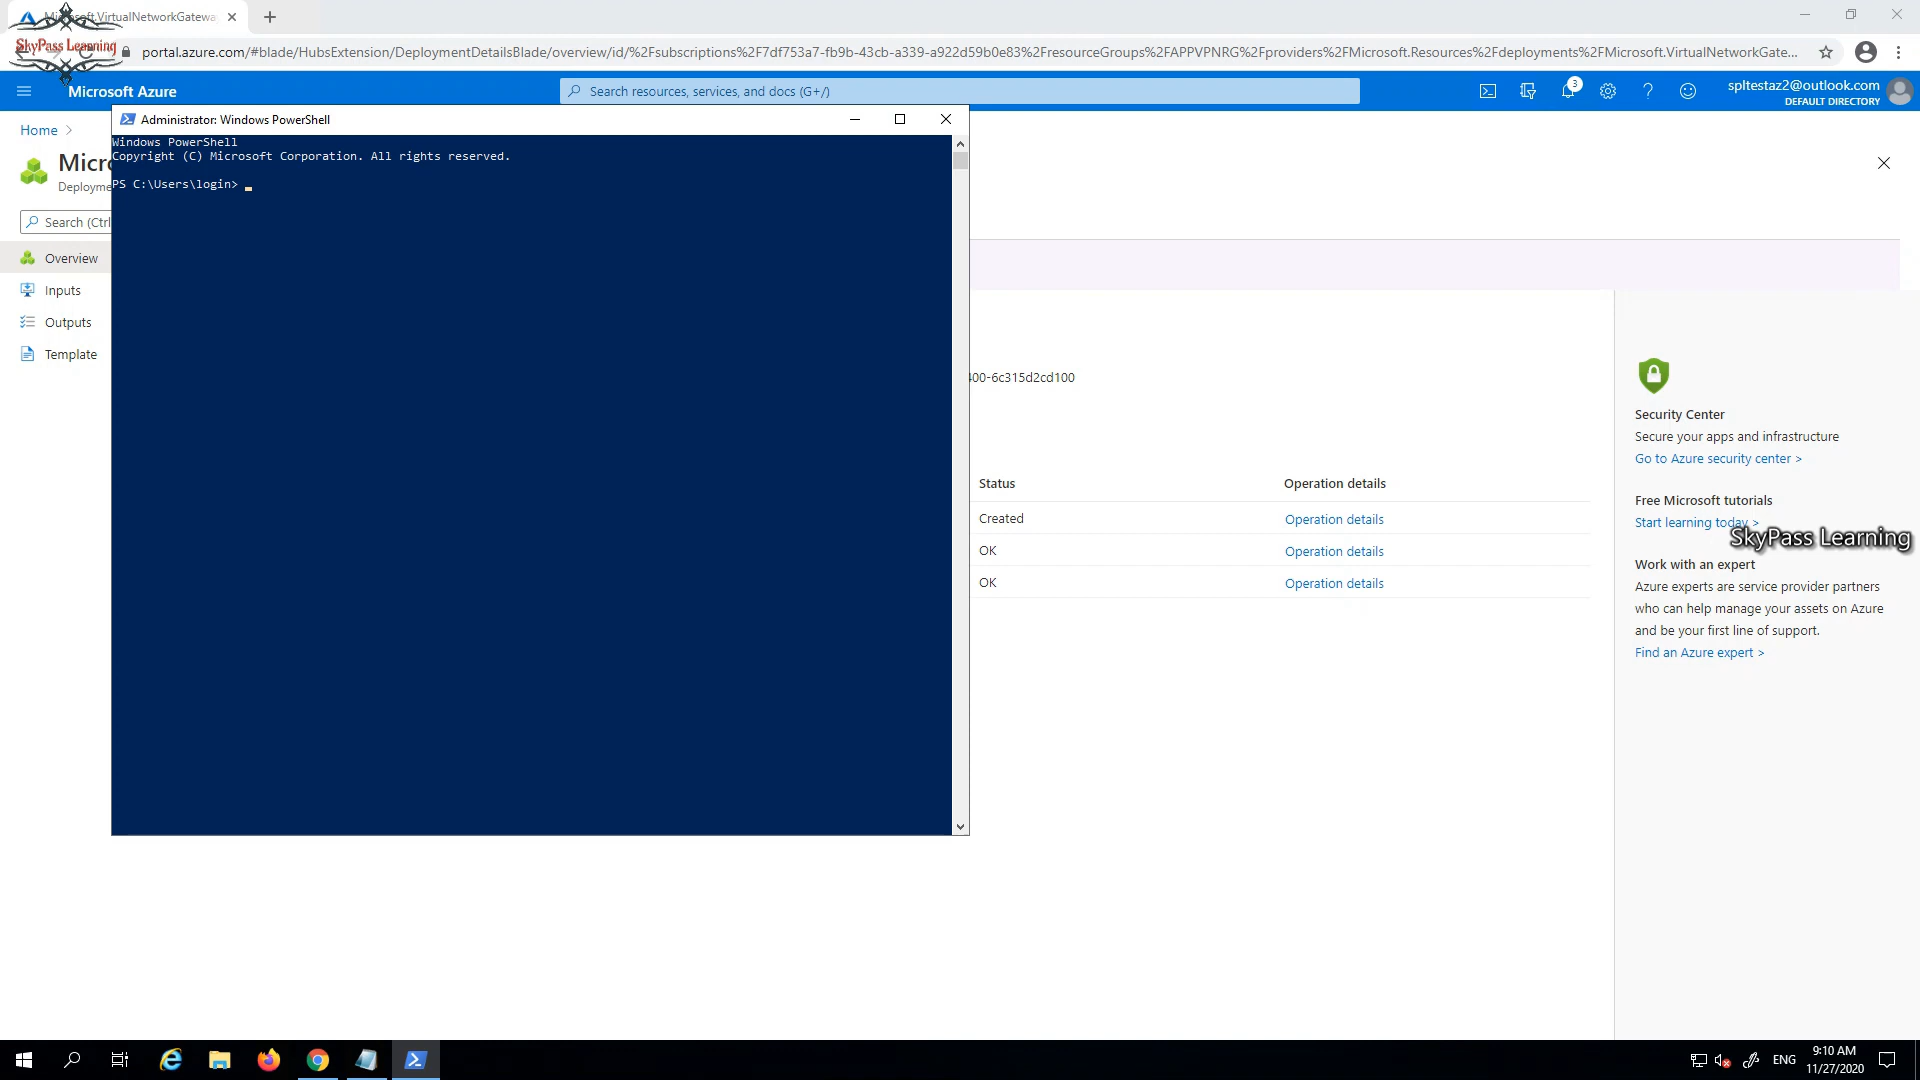 Microsoft.VirtualNetworkGatewa
SkyPass Learning
portal.azure.com/#blade/HubsExtension/DeploymentDetailsBlade/overview/id/%2Fsubscriptions%2F7df753a7-fb9b-43cb-a339-a922d59b0e83%2FresourceGroups%2FAPPVPNRG%2Fproviders%2FMicrosoft.Resources%2Fdeployments%2FMicrosoft.VirtualNetworkGate...
Microsoft Azure
Search resources, services, and docs (G+/)
3
spltestaz2@outlook.com
DEFAULT DIRECTORY
Home
Administrator: Windows PowerShell
Windows PowerShell
Copyright (C) Microsoft Corporation. All rights reserved.
PS C:\Users\login>
Micro
Deployme
Search (Ctrl
Overview
Inputs
Outputs
Template
400-6c315d2cd100
Status
Operation details
Created
Operation details
OK
Operation details
OK
Operation details
Security Center
Secure your apps and infrastructure
Go to Azure security center >
Free Microsoft tutorials
Start learning today >
SkyPass Learning
Work with an expert
Azure experts are service provider partners
who can help manage your assets on Azure
and be your first line of support.
Find an Azure expert >
ENG
9:10 AM
11/27/2020